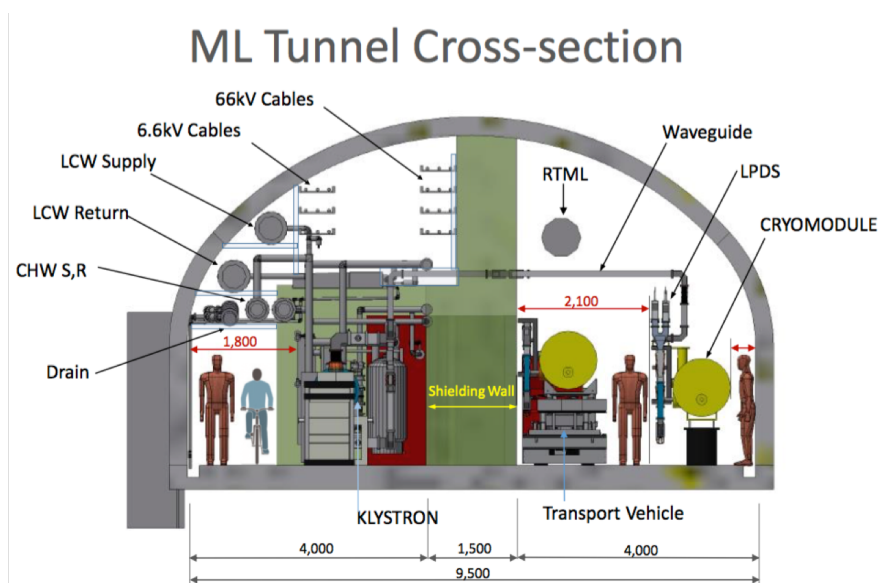 ML Tunnel Cross-section
66kV Cables
6.6kV Cables
Waveguide
LCW Supply
RTML
LPDS
LCW Return
CRYOMODULE
CHW S,R
2,100
1,800
Drain
Shielding Wall
KLYSTRON
Transport Vehicle
4,000
1,500
4,000
9,500